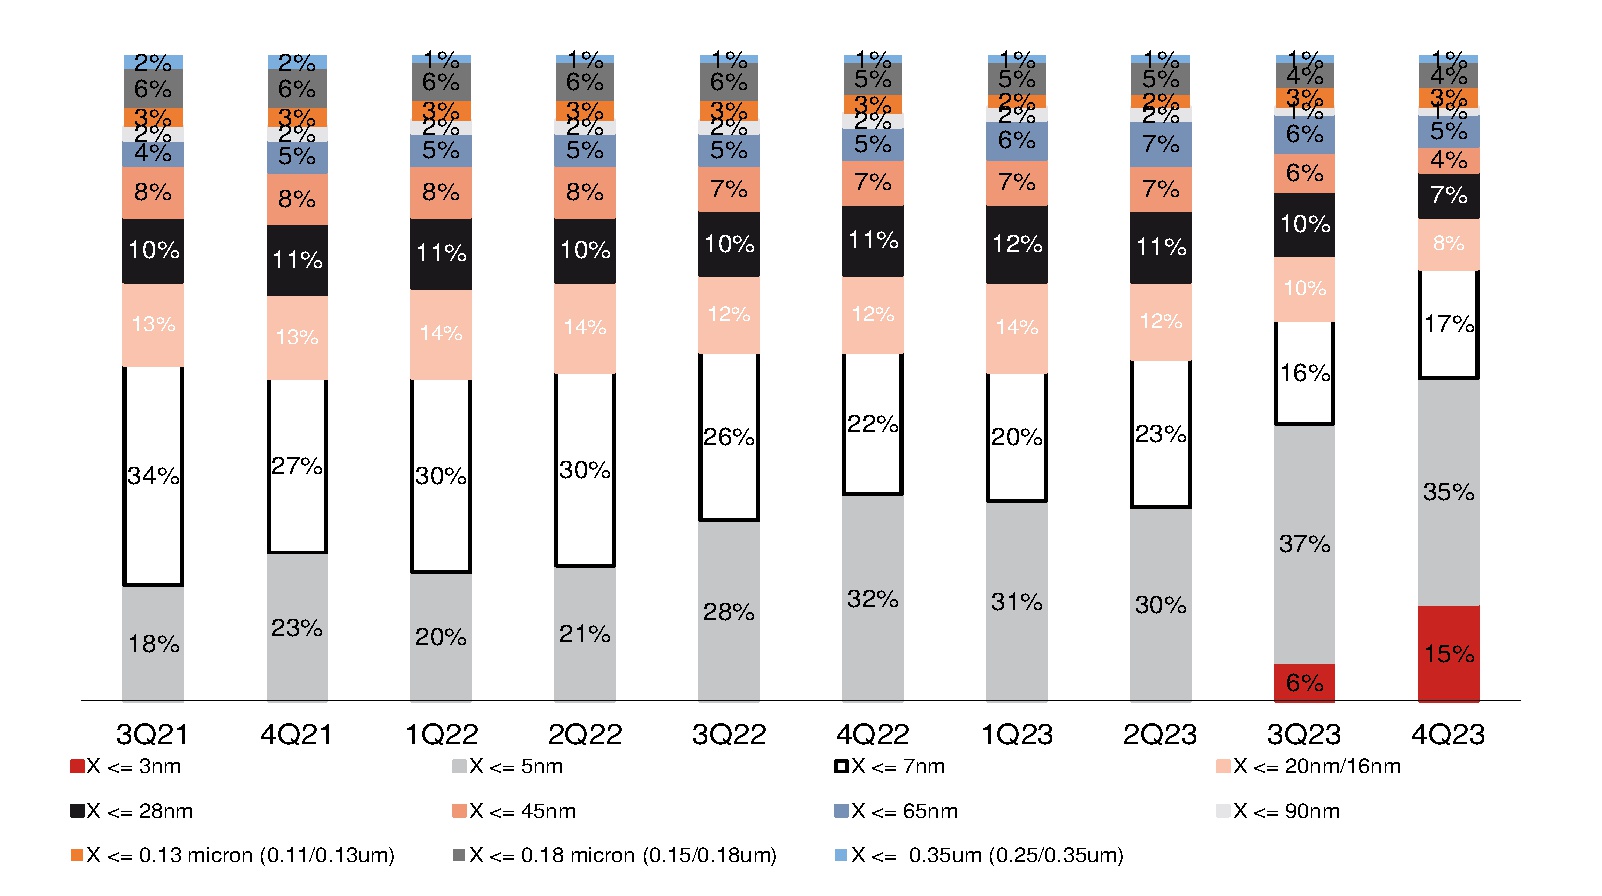 2% 2% 1% 1% 1% 1% 1% 1% 1% 1%
6% 6% 6% 6% 6% 5% 5% 5% 4% 4%
3% 3% 3% 3% 3% 3% 2% 2% 3% 3%
2% 2% 2% 2% 2% 2% 2% 2% 1% 1%
4% 5% 5% 5% 5% 5% 6% 7% 6% 5%
8% 8% 8% 8% 7% 7% 7% 7% 6% 4%
10% 11% 11% 10% 10% 11% 12% 11% 10% 7%
13% 13% 14% 14% 12% 12% 14% 12% 10% 8%
34% 27% 30% 30% 26% 22% 20% 23% 16% 17%
18% 23% 20% 21% 28% 32% 31% 30% 37% 35%
6% 15%
3Q21 4Q21 1Q22 2Q22 3Q22 4Q22 1Q23 2Q23 3Q23 4Q23
X <= 3nm X <= 5nm X <= 7nm X <= 20nm/16nm
X <= 28nm X <= 45nm X <= 65nm X <= 90nm
X <= 0.13 micron (0.11/0.13um) X <= 0.18 micron (0.15/0.18um) X <= 0.35um (0.25/0.35um)